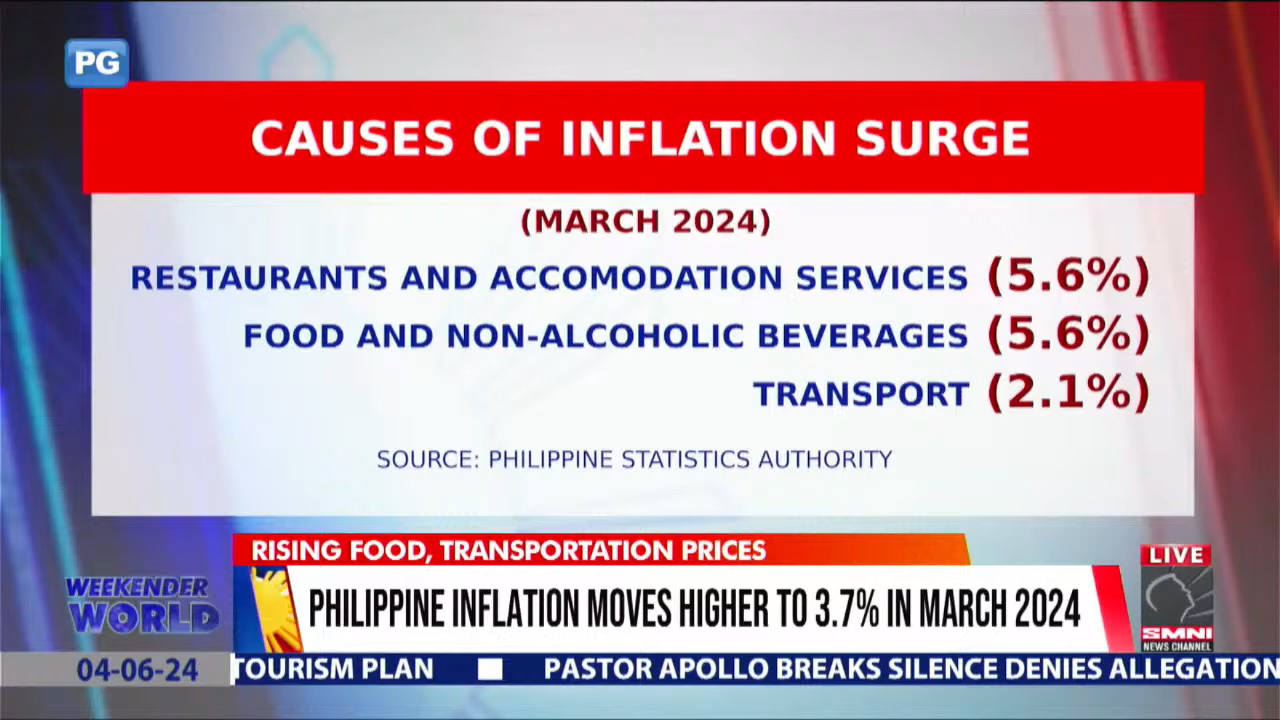 PG
CAUSES OF INFLATION SURGE
(MARCH 2024)
RESTAURANTS AND ACCOMODATION SERVICES (5.6%)
FOOD AND NON-ALCOHOLIC BEVERAGES (5.6%)
TRANSPORT (2.1%)
SOURCE: PHILIPPINE STATISTICS AUTHORITY
RISING FOOD, TRANSPORTATION PRICES
PHILIPPINE INFLATION MOVES HIGHER TO 3.7% IN MARCH 2024
LIVE
SMNI
NEWS CHANNEL
WEEKENDER
WORLD
04-06-24
TOURISM PLAN PASTOR APOLLO BREAKS SILENCE DENIES ALLEGATION